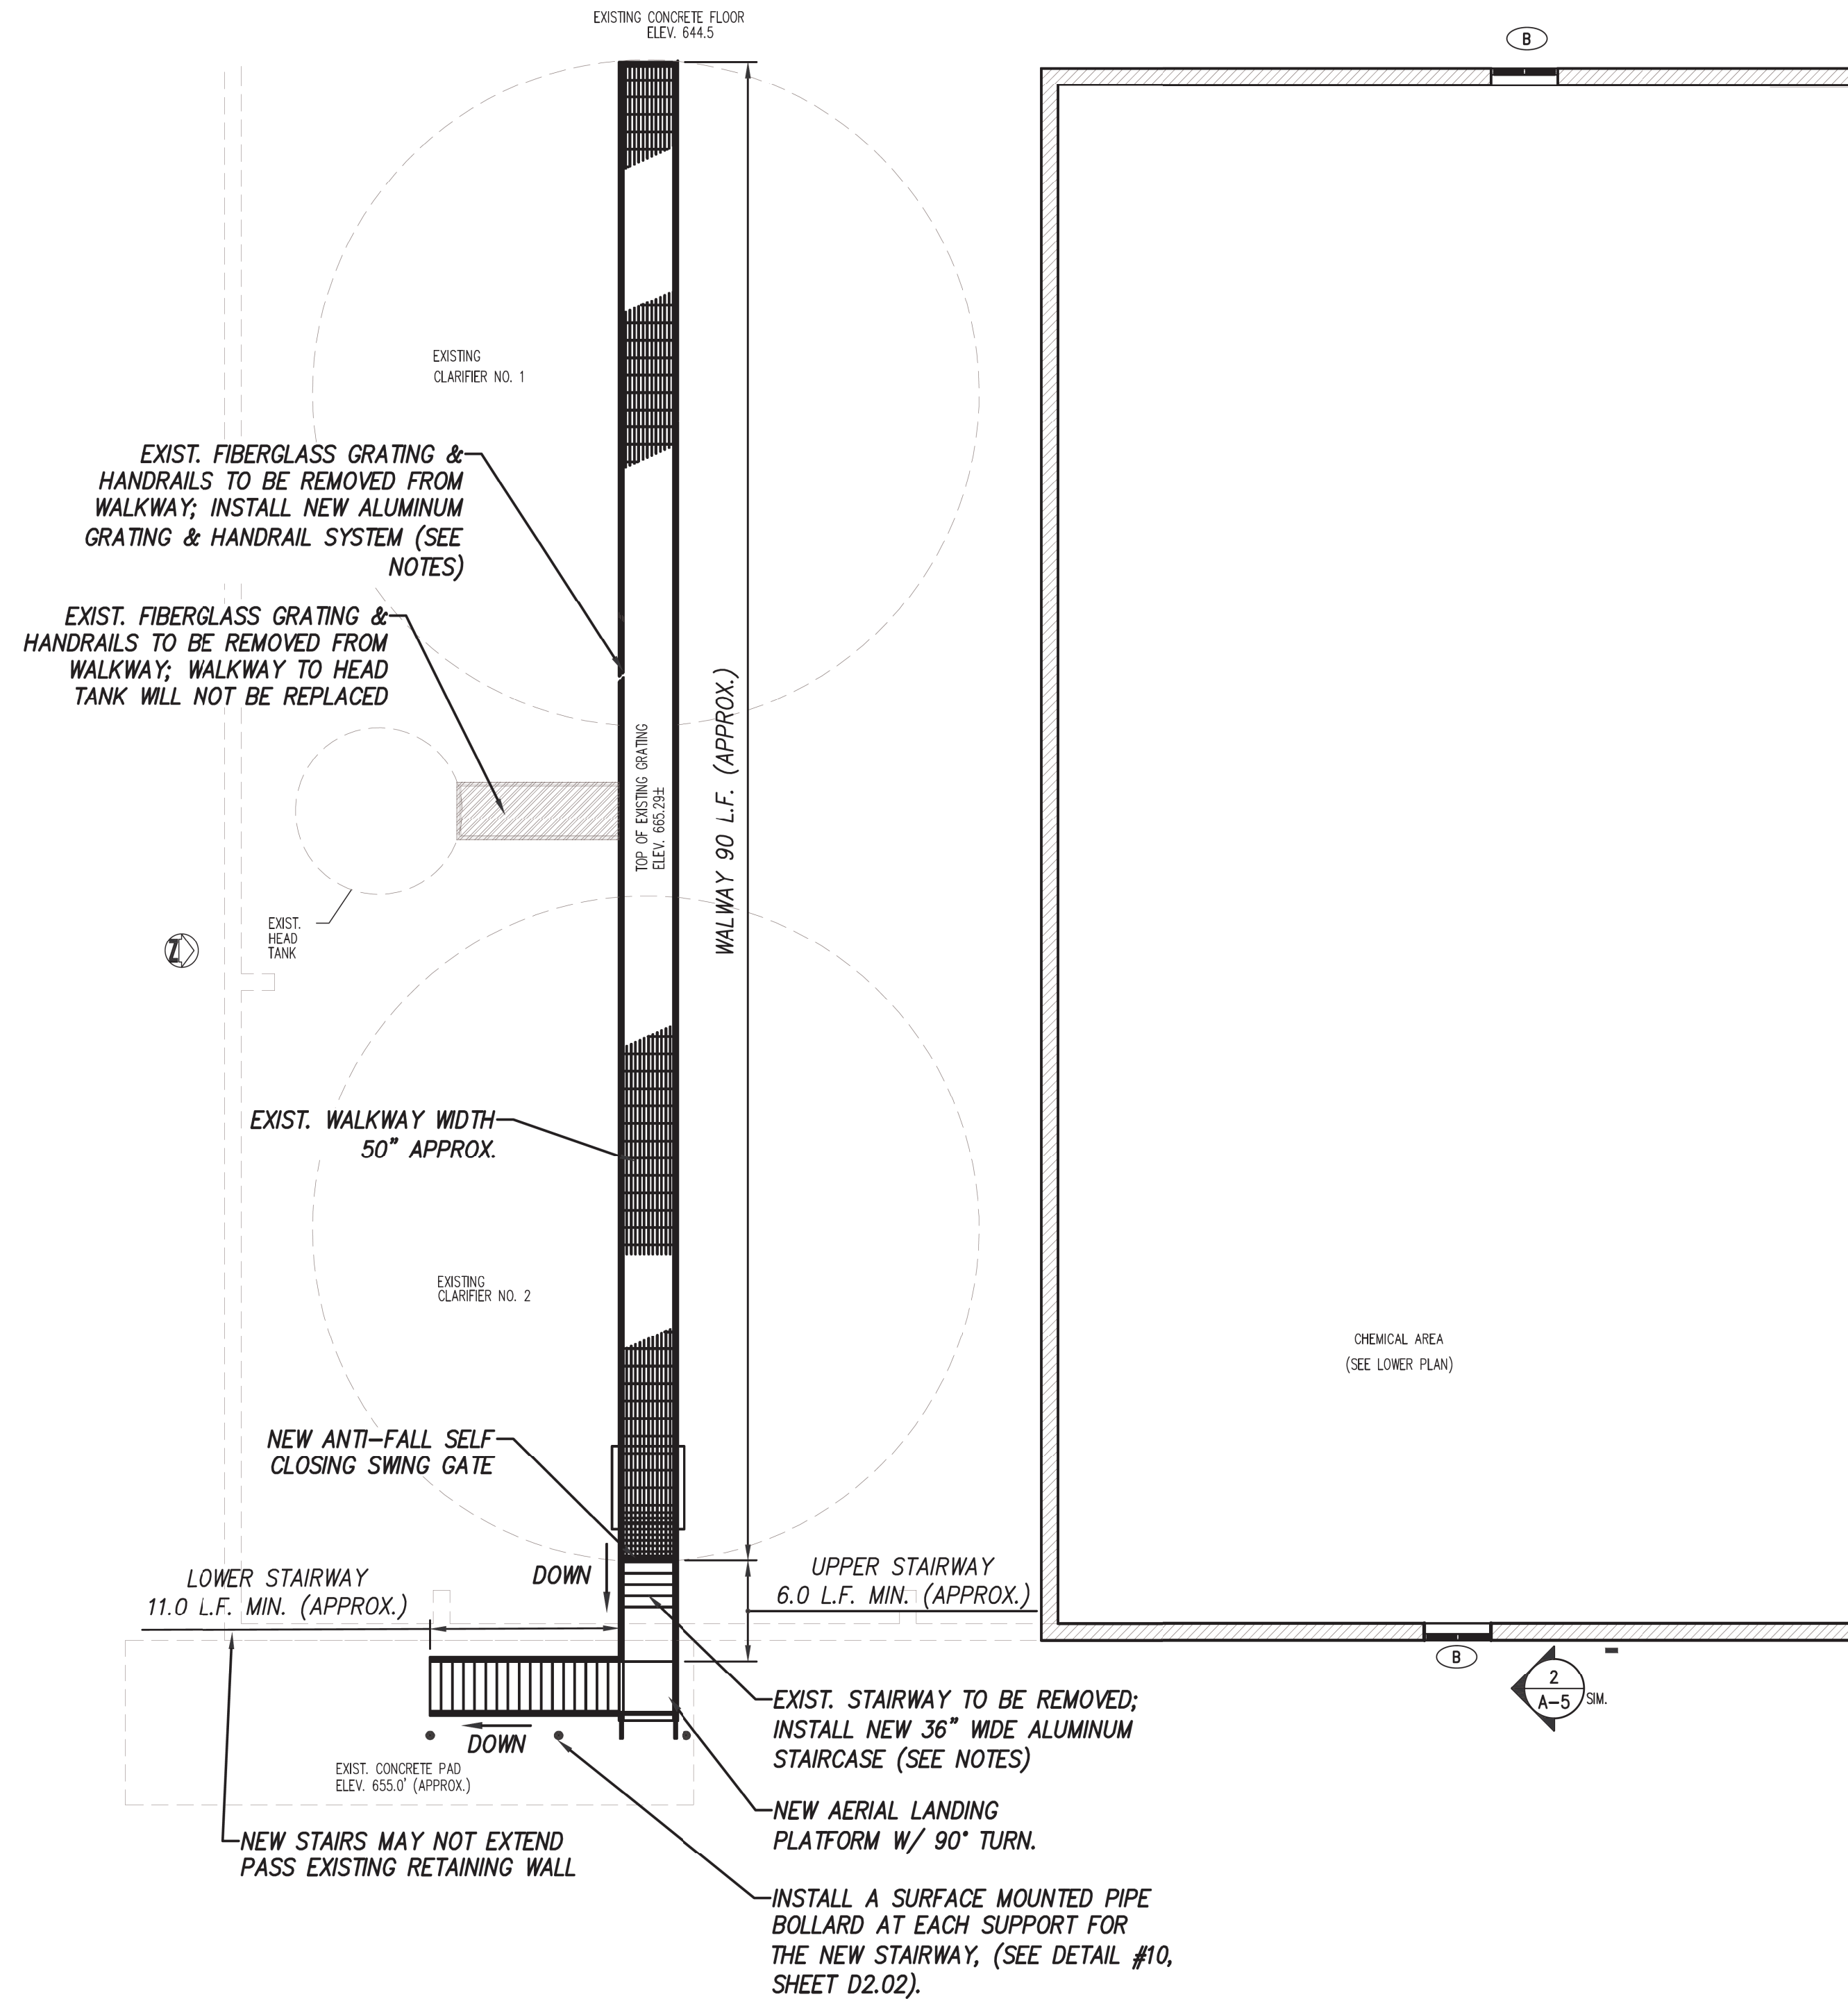 EXISTING CONCRETE FLOOR
ELEV. 644.5
B
EXISTING
CLARIFIER NO. 1
EXIST. FIBERGLASS GRATING &
HANDRAILS TO BE REMOVED FROM
WALKWAY; INSTALL NEW ALUMINUM
GRATING & HANDRAIL SYSTEM (SEE
NOTES)
EXIST. FIBERGLASS GRATING &
HANDRAILS TO BE REMOVED FROM
WALKWAY; WALKWAY TO HEAD
TANK WILL NOT BE REPLACED
TOP OF EXISTING GRATING
ELEV. 665.29±
WALWAY 90 L.F. (APPROX.)
EXIST.
HEAD
TANK
Z
EXIST. WALKWAY WIDTH
50" APPROX.
EXISTING
CLARIFIER NO. 2
CHEMICAL AREA
(SEE LOWER PLAN)
NEW ANTI-FALL SELF
CLOSING SWING GATE
DOWN
LOWER STAIRWAY
11.0 L.F. MIN. (APPROX.)
UPPER STAIRWAY
6.0 L.F. MIN. (APPROX.)
B
2
A-5
SIM.
DOWN
EXIST. CONCRETE PAD
ELEV. 655.0' (APPROX.)
EXIST. STAIRWAY TO BE REMOVED;
INSTALL NEW 36" WIDE ALUMINUM
STAIRCASE (SEE NOTES)
NEW AERIAL LANDING
PLATFORM W/ 90° TURN.
NEW STAIRS MAY NOT EXTEND
PASS EXISTING RETAINING WALL
INSTALL A SURFACE MOUNTED PIPE
BOLLARD AT EACH SUPPORT FOR
THE NEW STAIRWAY, (SEE DETAIL #10,
SHEET D2.02).